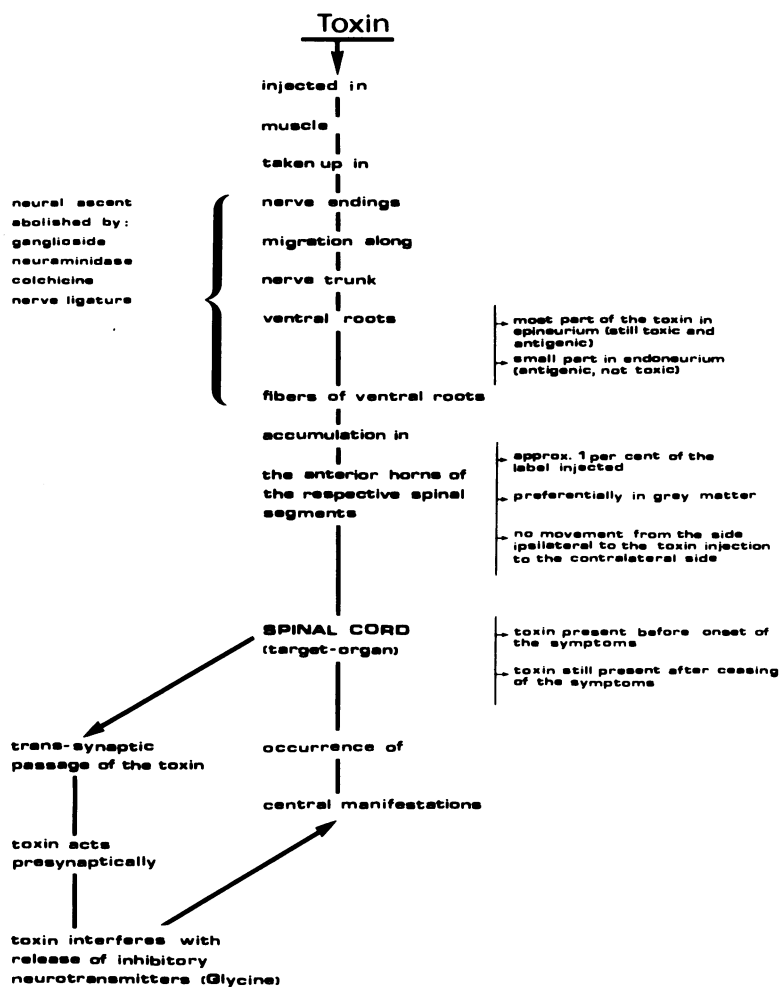 Toxin
injected in
muscle
taken up in
nerve endings
migration along
nerve trunk
ventral roots
fibers of ventral roots
accumulation in
the anterior horns of
the respective spinal
segments
neural ascent
abolished by:
ganglioside
neuraminidase
colchicine
nerve ligature
most part of the toxin in
epineurium (still toxic and
antigenic)
small part in endoneurium
(antigenic, not toxic)
approx. 1 per cent of the
label injected
preferentially in grey matter
no movement from the side
ipsilateral to the toxin injection
to the contralateral side
SPINAL CORD
(target-organ)
toxin present before onset of
the symptoms
toxin still present after ceasing
of the symptoms
trans-synaptic
passage of the toxin
toxin acts
presynaptically
toxin interferes with
release of inhibitory
neurotransmitters (Glycine)
occurrence of
central manifestations